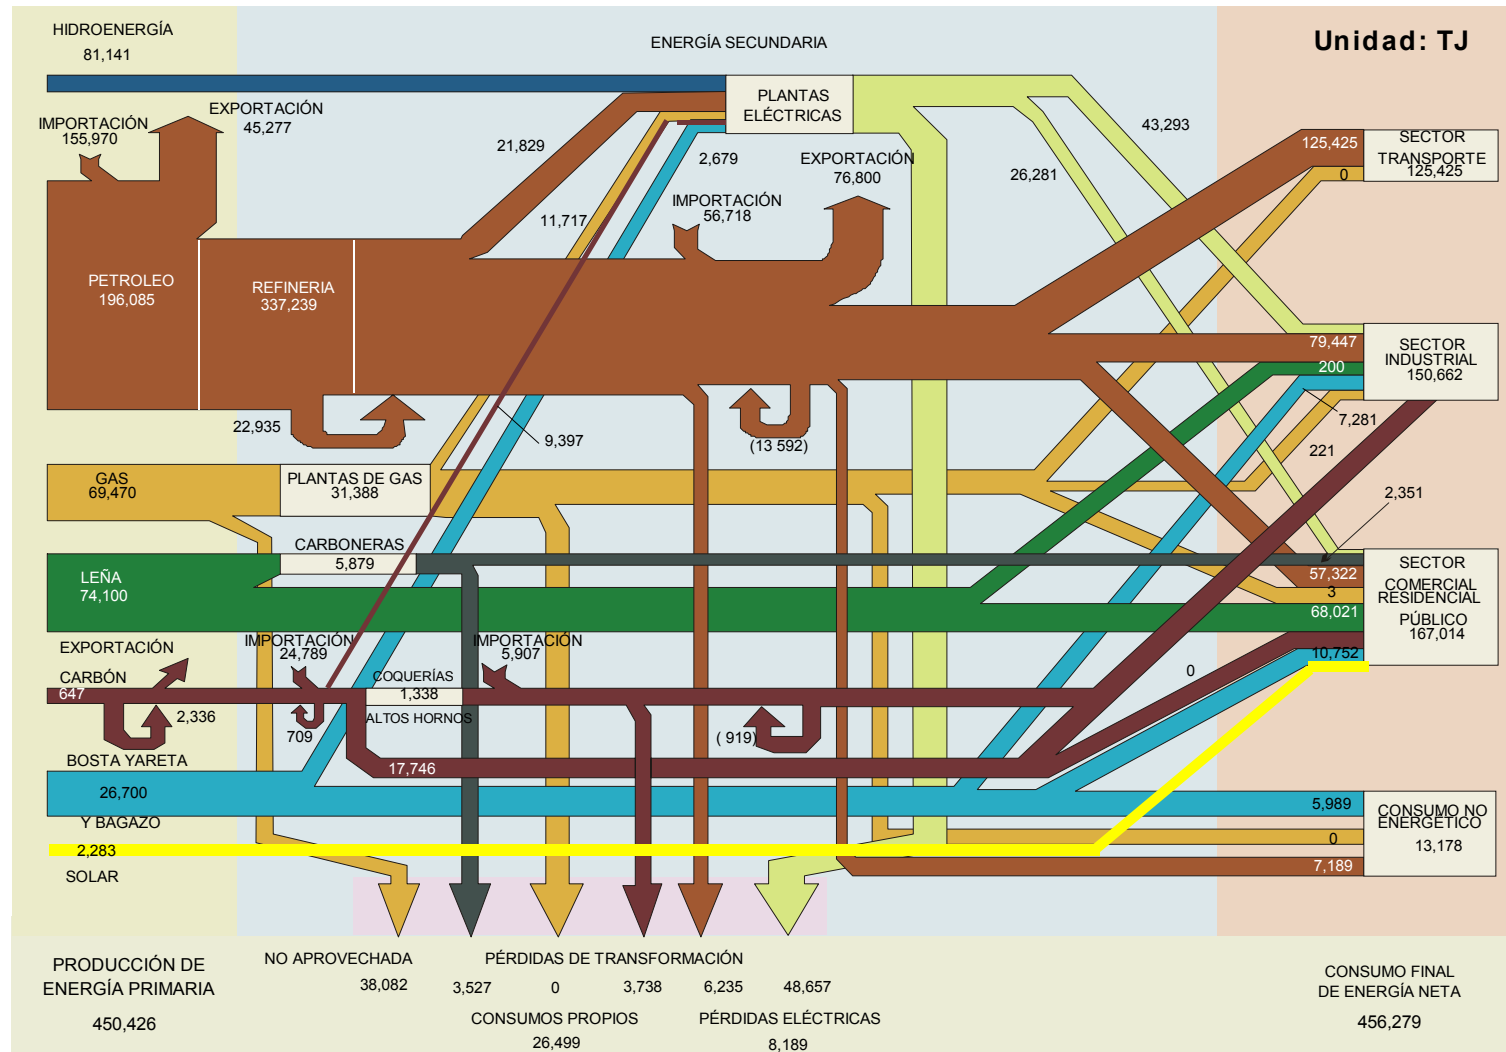 HIDROENERGÍA
81,141
ENERGÍA SECUNDARIA
Unidad: TJ
PLANTAS
ELÉCTRICAS
IMPORTACIÓN
155,970
EXPORTACIÓN
45,277
21,829
2,679
11,717
EXPORTACIÓN
76,800
IMPORTACIÓN
56,718
43,293
26,281
125,425
0
SECTOR
TRANSPORTE
125,425
PETROLEO
196,085
REFINERIA
337,239
22,935
9,397
(13 592)
79,447
200
7,281
221
SECTOR
INDUSTRIAL
150,662
GAS
69,470
PLANTAS DE GAS
31,388
2,351
CARBONERAS
5,879
LEÑA
74,100
57,322
3
68,021
10,752
SECTOR
COMERCIAL
RESIDENCIAL
PÚBLICO
167,014
EXPORTACIÓN
CARBÓN
647
2,336
IMPORTACIÓN
24,789
709
COQUERÍAS
1,338
ALTOS HORNOS
IMPORTACIÓN
5,907
( 919)
0
17,746
BOSTA YARETA
26,700
Y BAGAZO
2,283
SOLAR
5,989
0
7,189
CONSUMO NO
ENERGÉTICO
13,178
PRODUCCIÓN DE
ENERGÍA PRIMARIA
450,426
NO APROVECHADA
38,082
PÉRDIDAS DE TRANSFORMACIÓN
3,527
0
3,738
6,235
48,657
CONSUMOS PROPIOS
26,499
PÉRDIDAS ELÉCTRICAS
8,189
CONSUMO FINAL
DE ENERGÍA NETA
456,279